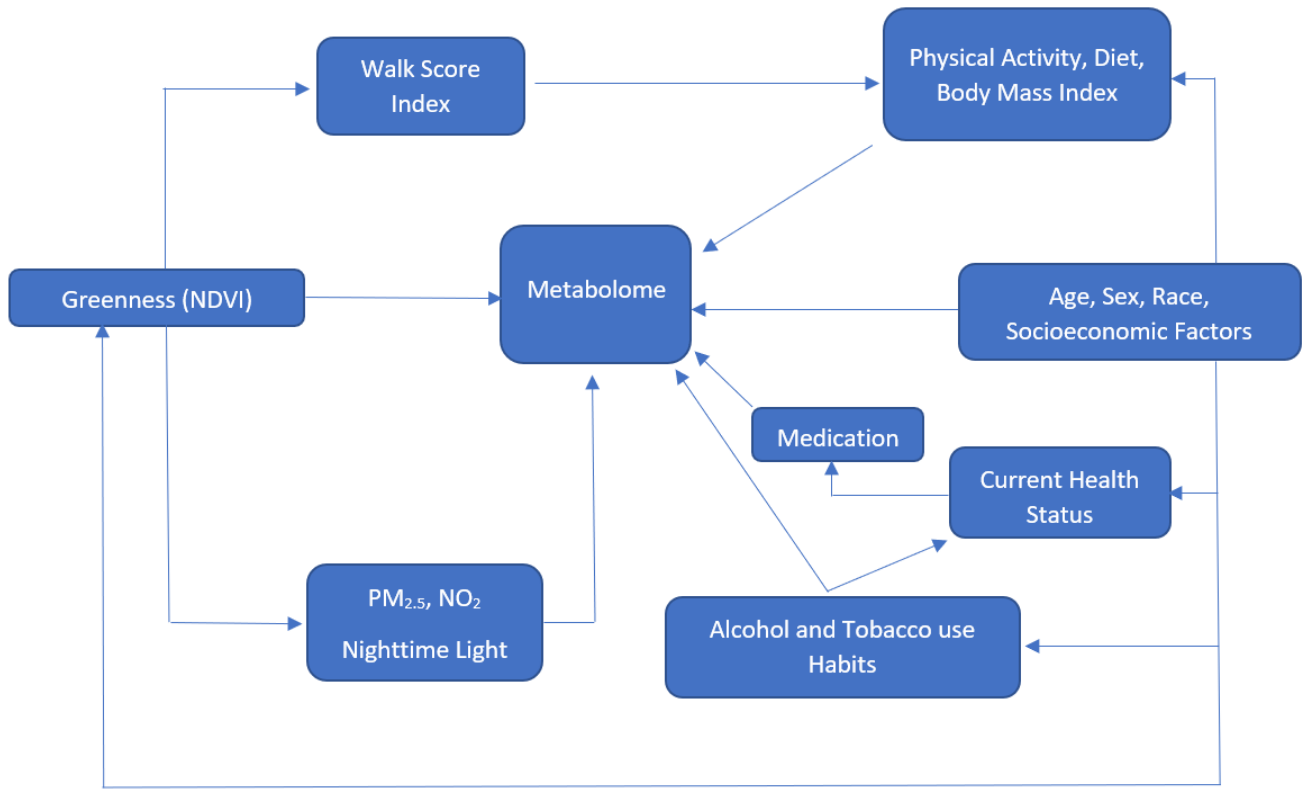 Walk Score
Index
Physical Activity, Diet,
Body Mass Index
Greenness (NDVI)
Metabolome
Age, Sex, Race,
Socioeconomic Factors
Medication
Current Health
Status
PM₂.₅, NO₂
Nighttime Light
Alcohol and Tobacco use
Habits